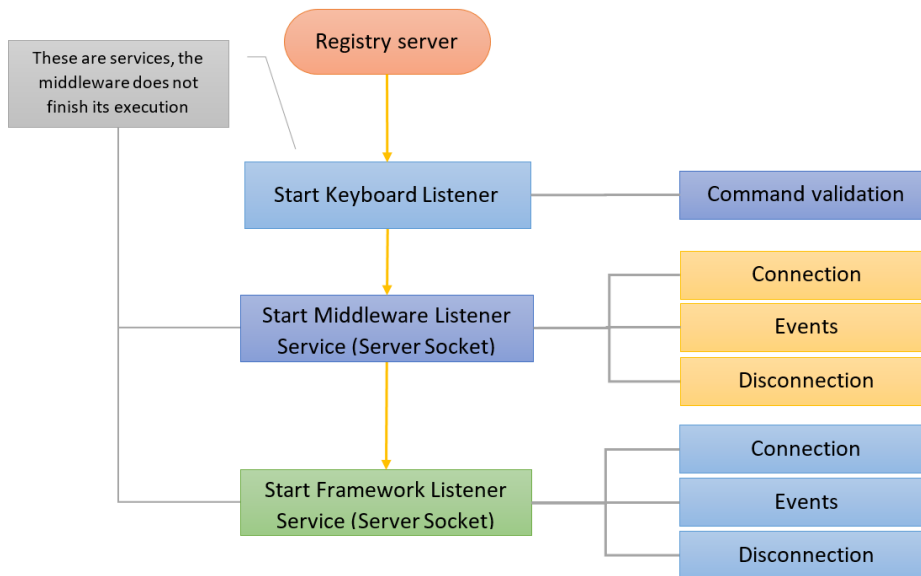 Registry server
These are services, the
middleware does not
finish its execution
Start Keyboard Listener
Command validation
Start Middleware Listener
Service (Server Socket)
Connection
Events
Disconnection
Start Framework Listener
Service (Server Socket)
Connection
Events
Disconnection